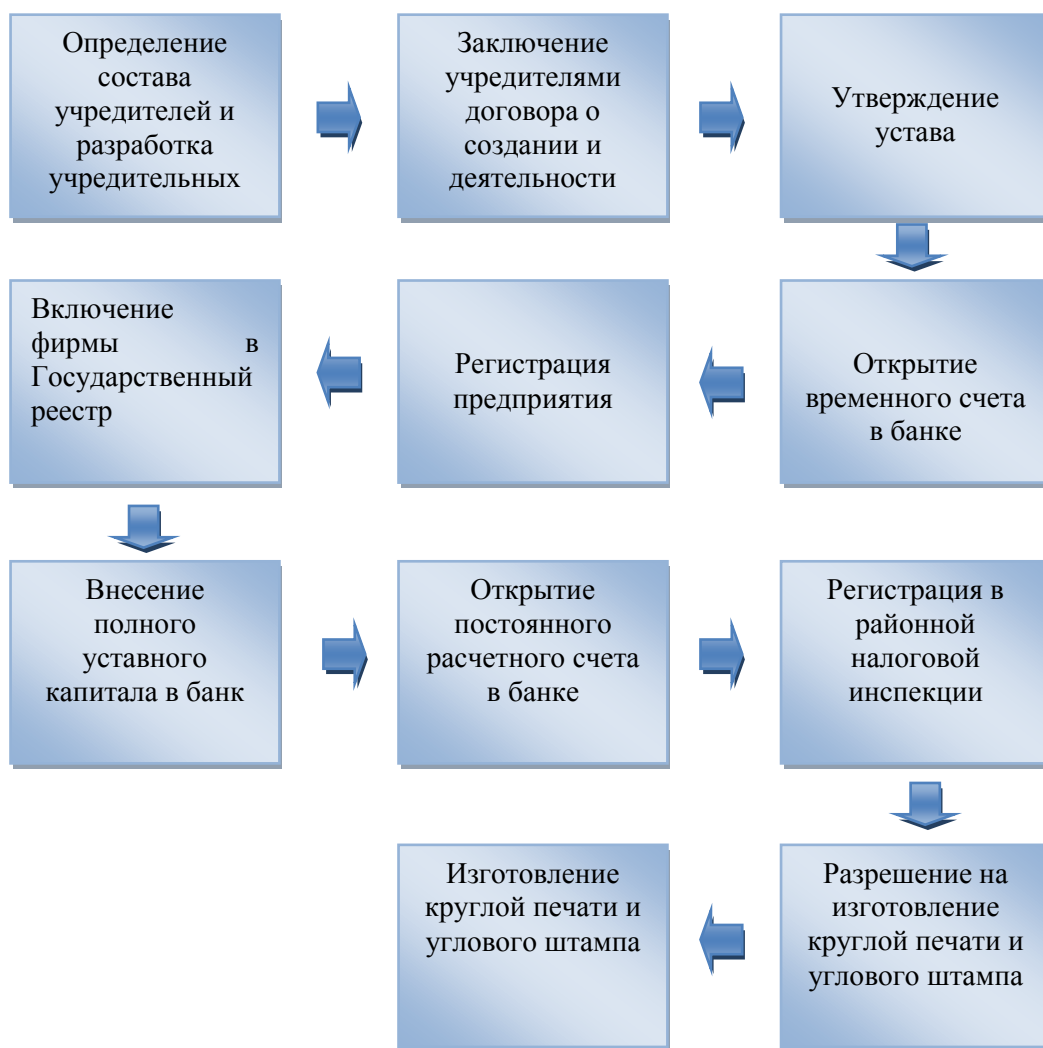 Определение
состава
учредителей и
разработка
учредительных
Заключение
учредителями
договора о
создании и
деятельности
Утверждение
устава
Открытие
временного счета
в банке
Регистрация
предприятия
Включение
фирмы в
Государственный
реестр
Внесение
полного
уставного
капитала в банк
Открытие
постоянного
расчетного счета
в банке
Регистрация в
районной
налоговой
инспекции
Разрешение на
изготовление
круглой печати и
углового штампа
Изготовление
круглой печати и
углового штампа